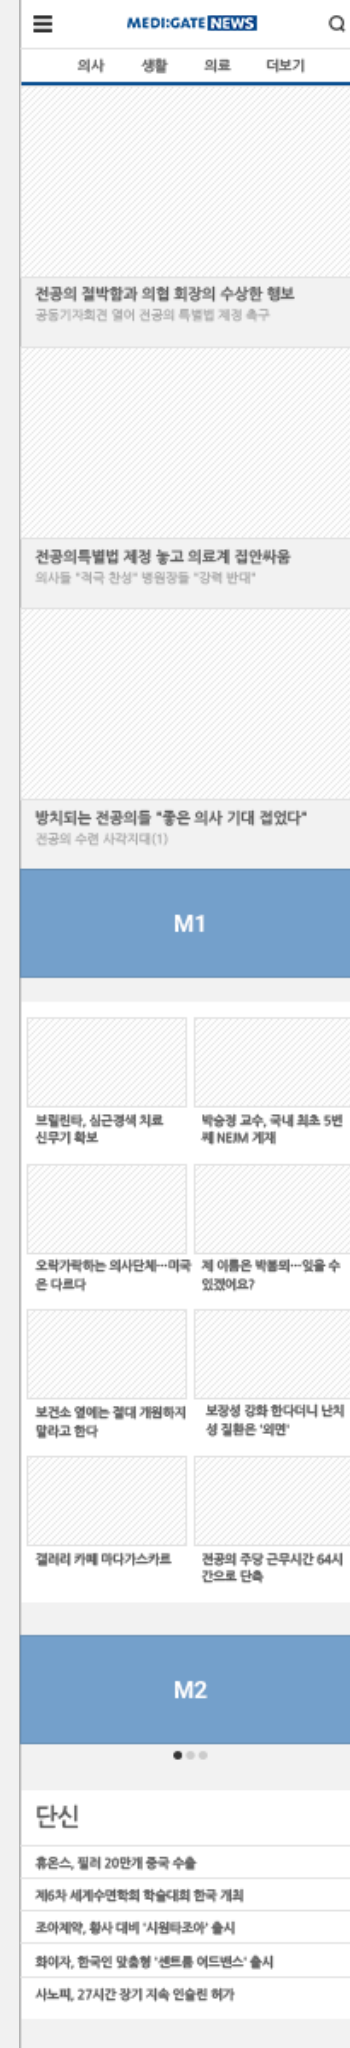 MEDI:GATE NEWS
의사 생활 의료 더보기
전공의 절박함과 의협 회장의 수상한 행보
공동기자회견 열어 전공의 특별법 제정 촉구
전공의특별법 제정 놓고 의료계 집안싸움
의사들 "적극 찬성" 병원장들 "강력 반대"
방치되는 전공의들 "좋은 의사 기대 접었다"
전공의 수련 사각지대(1)
M1
브릴린타, 심근경색 치료
신무기 확보
박승정 교수, 국내 최초 5번
째 NEJM 게재
오락가락하는 의사단체…미국
은 다르다
제 이름은 박봄뫼…잊을 수
있겠어요?
보건소 옆에는 절대 개원하지
말라고 한다
보장성 강화 한다더니 난치
성 질환은 '외면'
갤러리 카페 마다가스카르
전공의 주당 근무시간 64시
간으로 단축
M2
단신
휴온스, 필러 20만개 중국 수출
제6차 세계수면학회 학술대회 한국 개최
조아제약, 황사 대비 '시원타조아' 출시
화이자, 한국인 맞춤형 '센트룸 어드밴스' 출시
사노피, 27시간 장기 지속 인슐린 허가